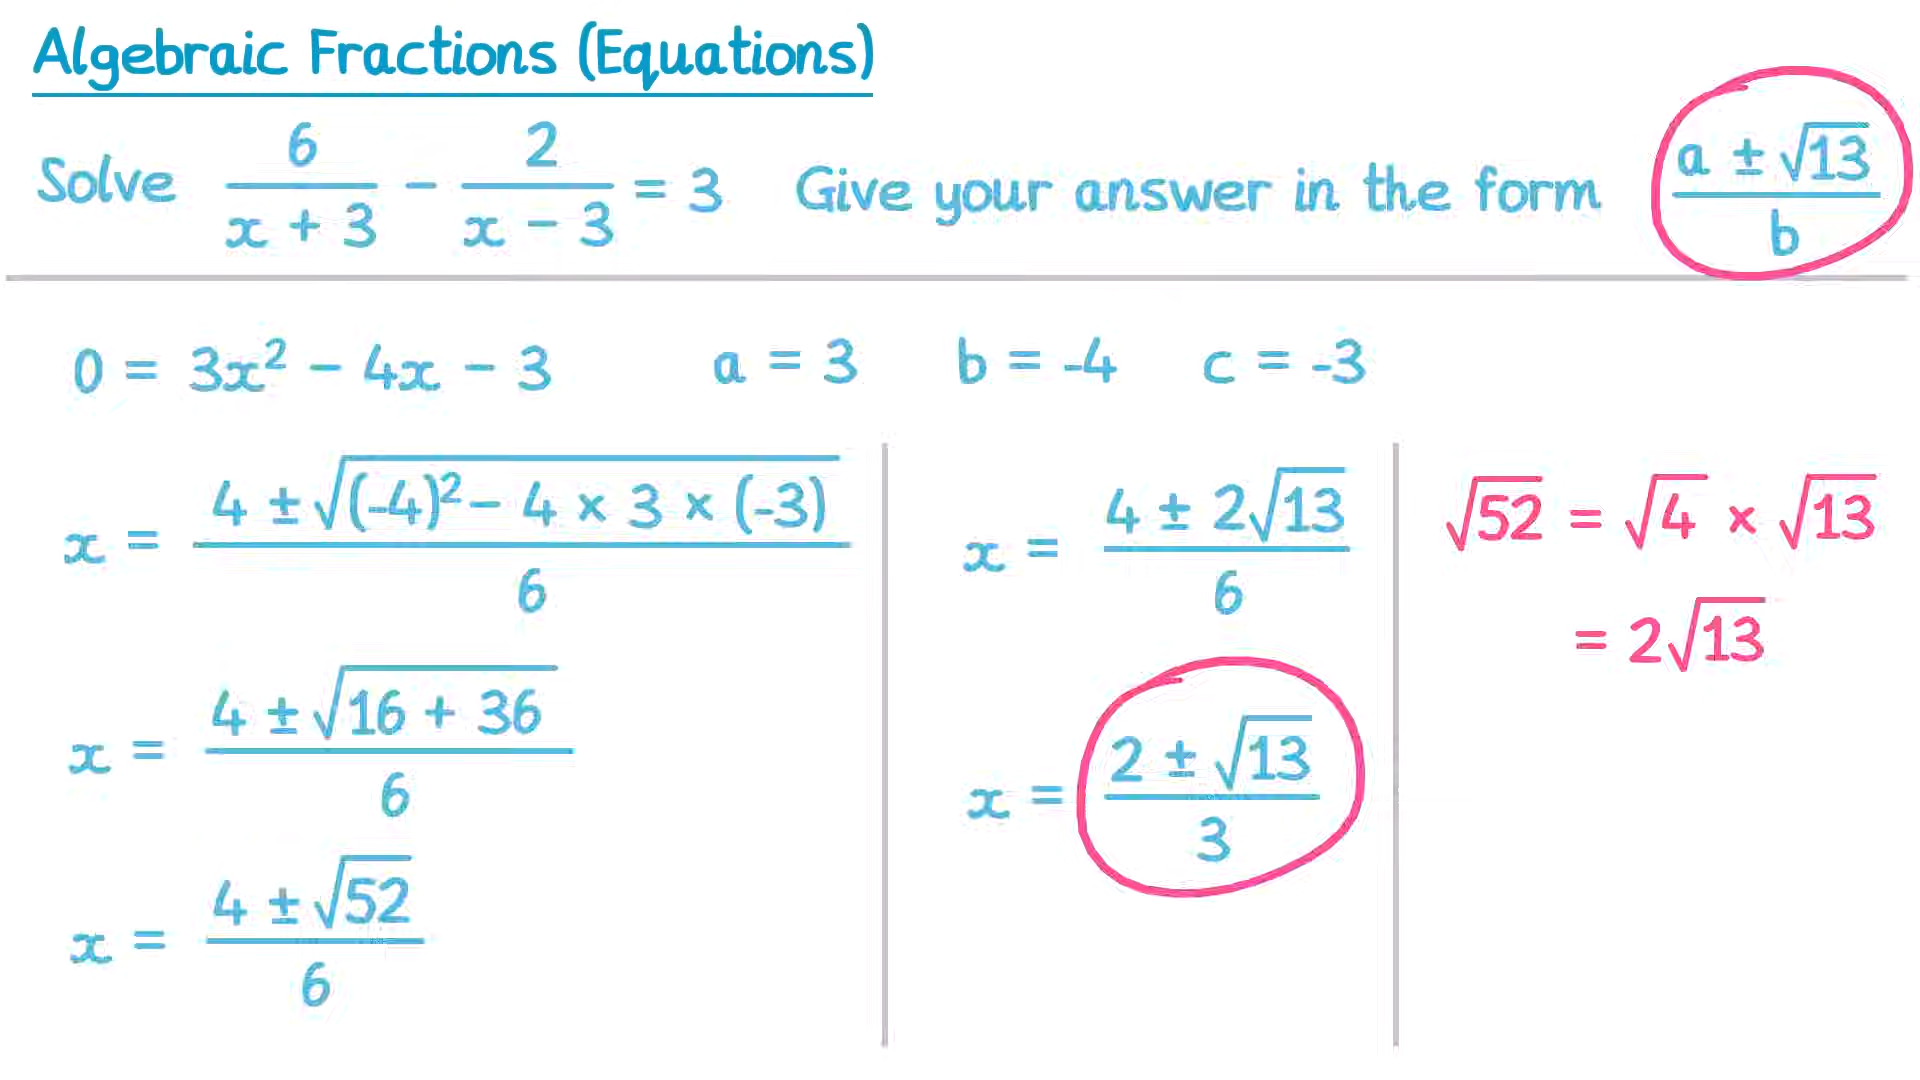 Algebraic Fractions (Equations)
Solve 6/(x + 3) − 2/(x − 3) = 3 Give your answer in the form (a ± √13)/b
0 = 3x² − 4x − 3 a = 3 b = -4 c = -3
x = (4 ± √((-4)² − 4 × 3 × (-3)))/6
x = (4 ± √(16 + 36))/6
x = (4 ± √52)/6
x = (4 ± 2√13)/6
x = (2 ± √13)/3
√52 = √4 × √13
= 2√13